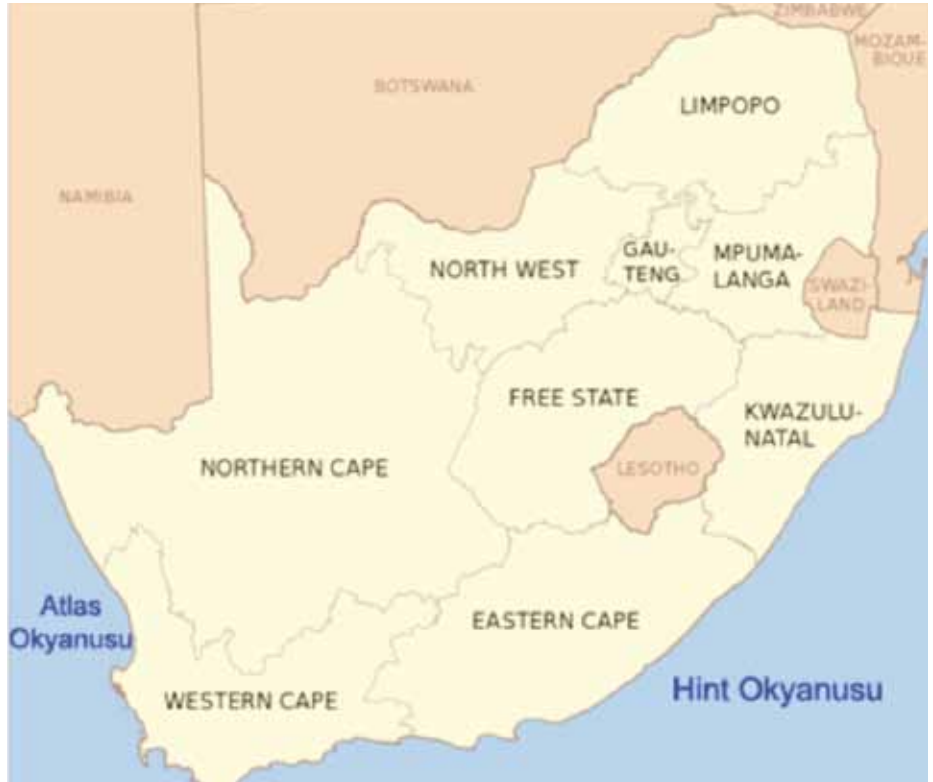 ZIMBABWE
MOZAM-
BIQUE
BOTSWANA
LIMPOPO
NAMIBIA
NORTH WEST
GAU-
TENG
MPUMA-
LANGA
SWAZI-
LAND
FREE STATE
KWAZULU-
NATAL
NORTHERN CAPE
LESOTHO
Atlas
Okyanusu
EASTERN CAPE
WESTERN CAPE
Hint Okyanusu